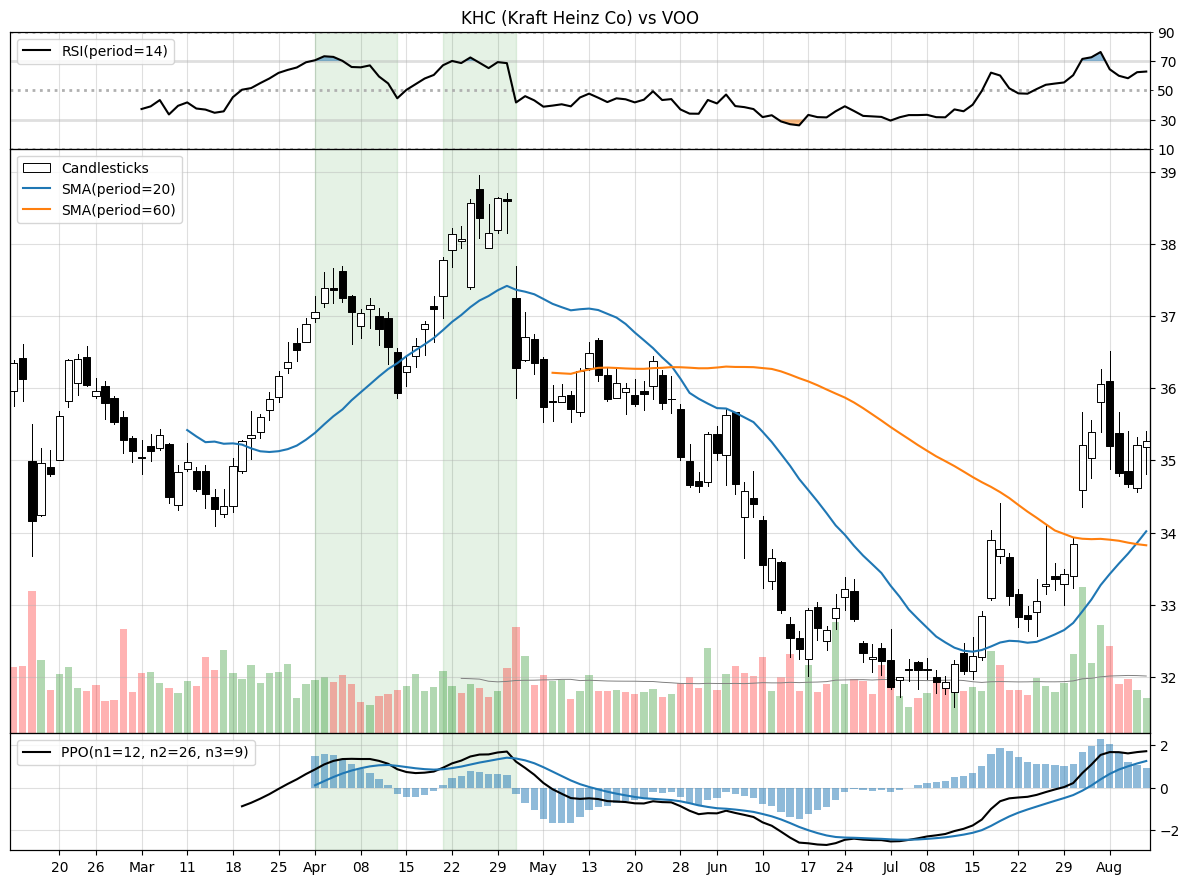 KHC (Kraft Heinz Co) vs VOO
RSI(period=14)
90
70
50
30
10
Candlesticks
SMA(period=20)
SMA(period=60)
39
38
37
36
35
34
33
32
PPO(n1=12, n2=26, n3=9)
2
0
−2
20 26 Mar 11 18 25 Apr 08 15 22 29 May 13 20 28 Jun 10 17 24 Jul 08 15 22 29 Aug